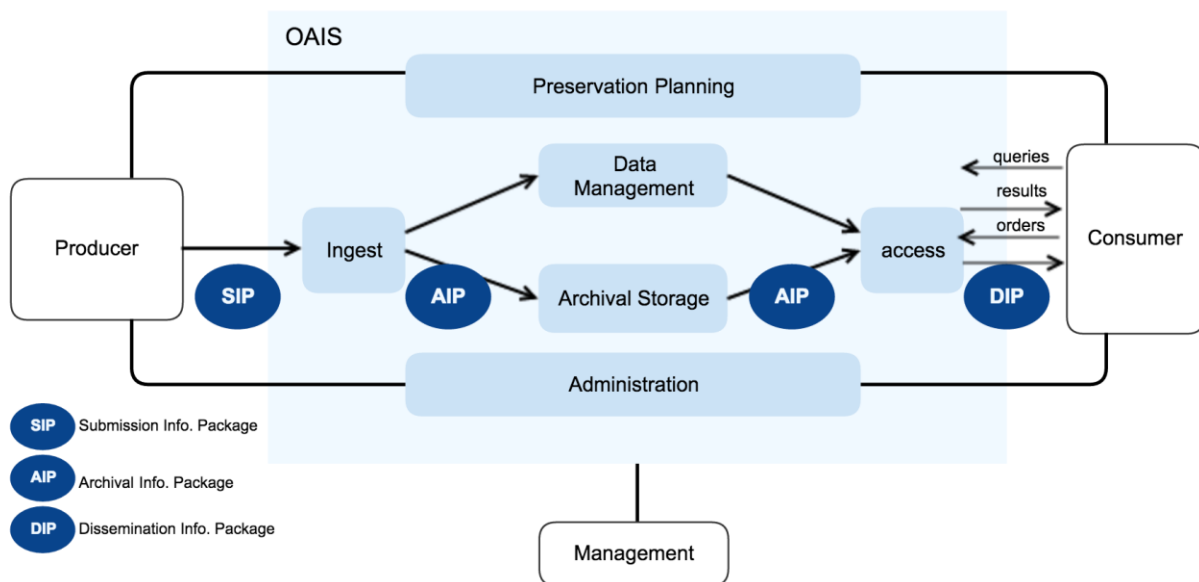 OAIS
Preservation Planning
Data
Management
queries
results
orders
Producer
Ingest
access
Consumer
SIP
AIP
Archival Storage
AIP
DIP
Administration
SIP
Submission Info. Package
AIP
Archival Info. Package
DIP
Dissemination Info. Package
Management